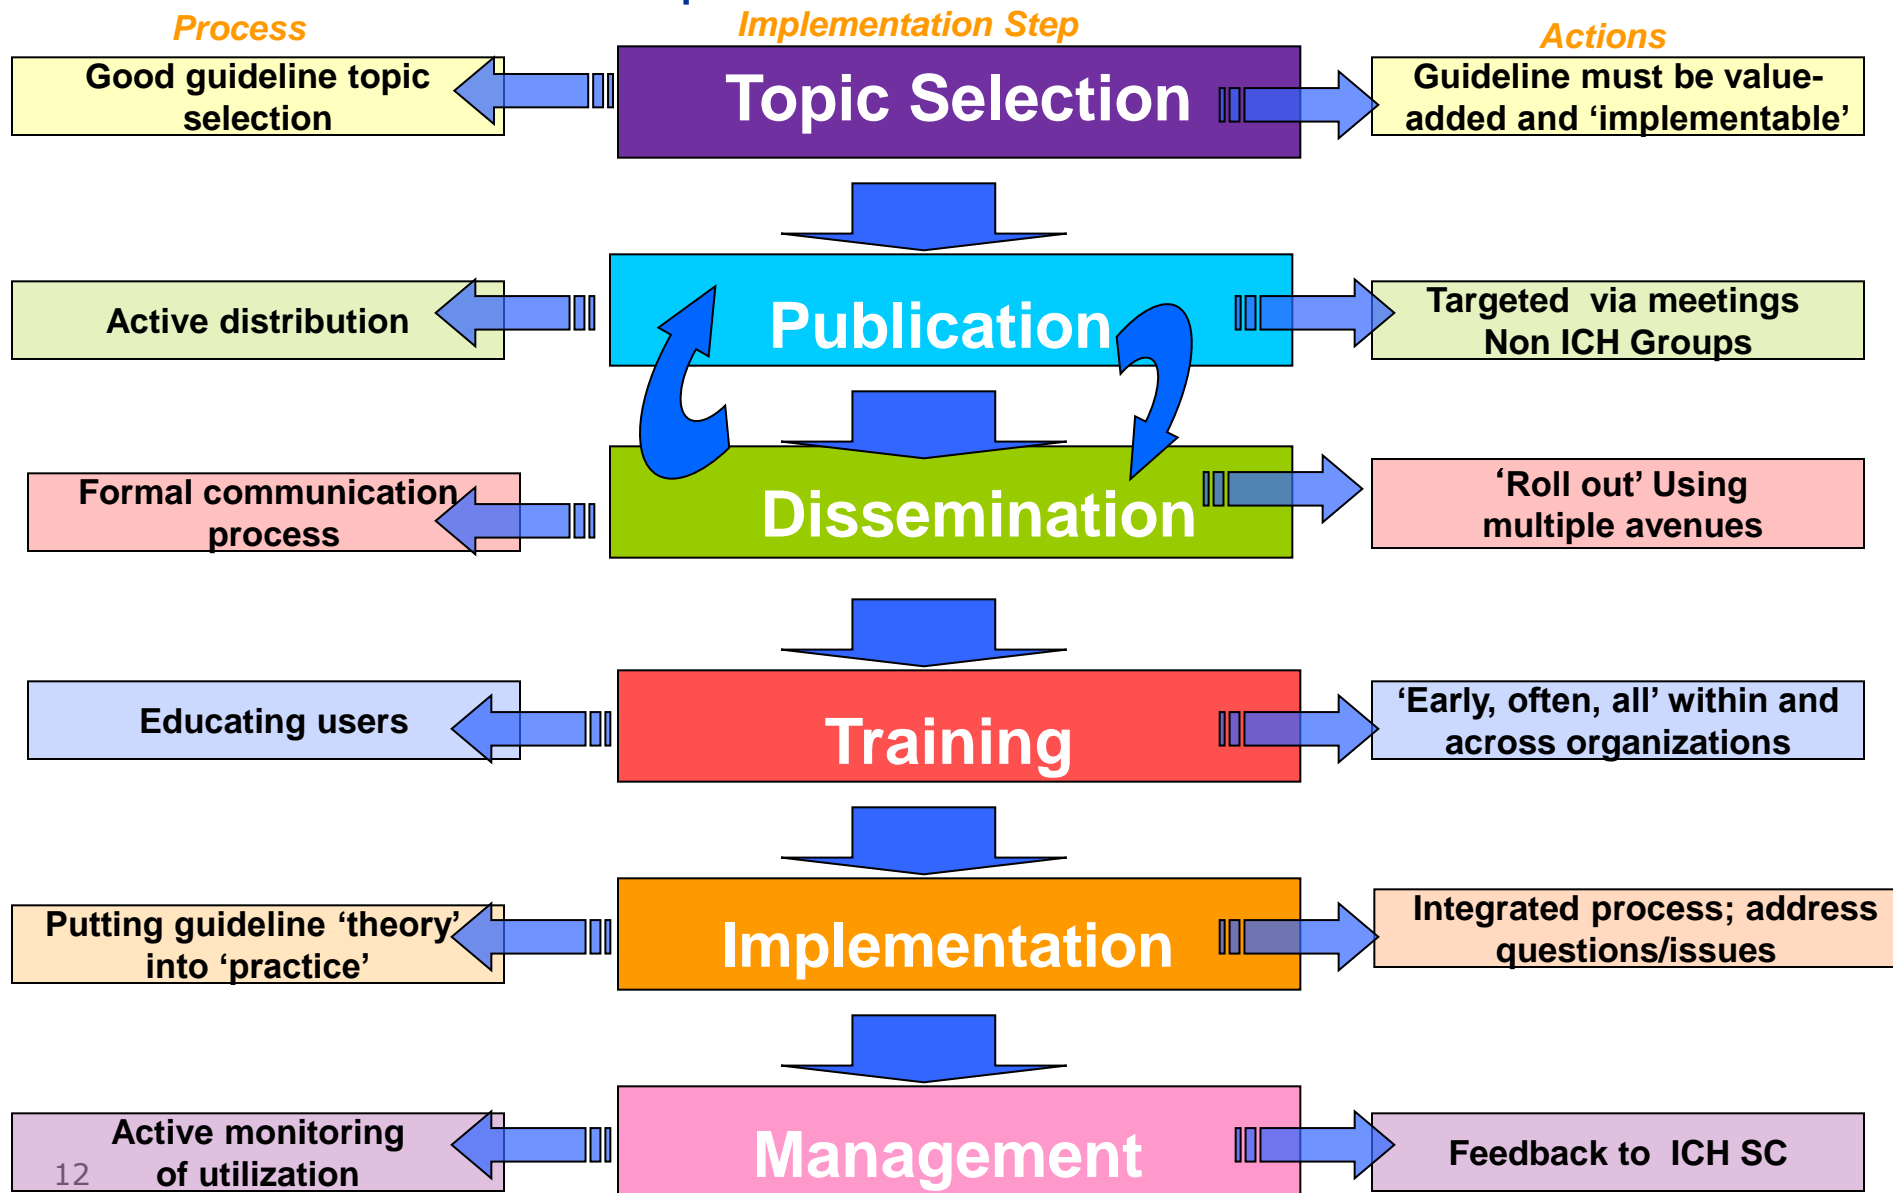 Process
Implementation Step
Actions
Good guideline topic
selection
Topic Selection
Guideline must be value-
added and ‘implementable’
Active distribution
Publication
Targeted via meetings
Non ICH Groups
Formal communication
process
Dissemination
‘Roll out’ Using
multiple avenues
Educating users
Training
‘Early, often, all’ within and
across organizations
Putting guideline ‘theory’
into ‘practice’
Implementation
Integrated process; address
questions/issues
Active monitoring
of utilization
Management
Feedback to ICH SC
12